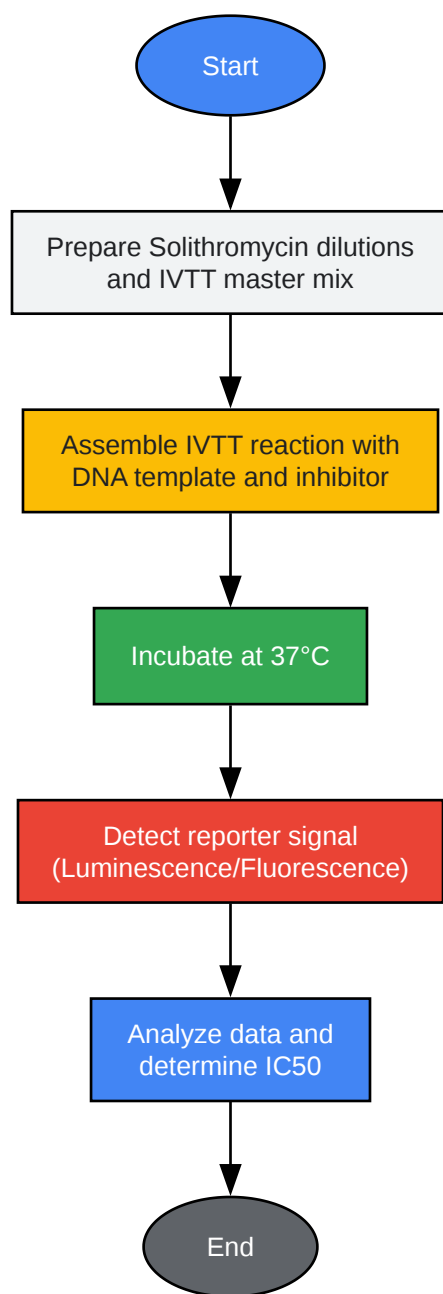 Start
Prepare Solithromycin dilutions
and IVTT master mix
Assemble IVTT reaction with
DNA template and inhibitor
Incubate at 37°C
Detect reporter signal
(Luminescence/Fluorescence)
Analyze data and
determine IC50
End